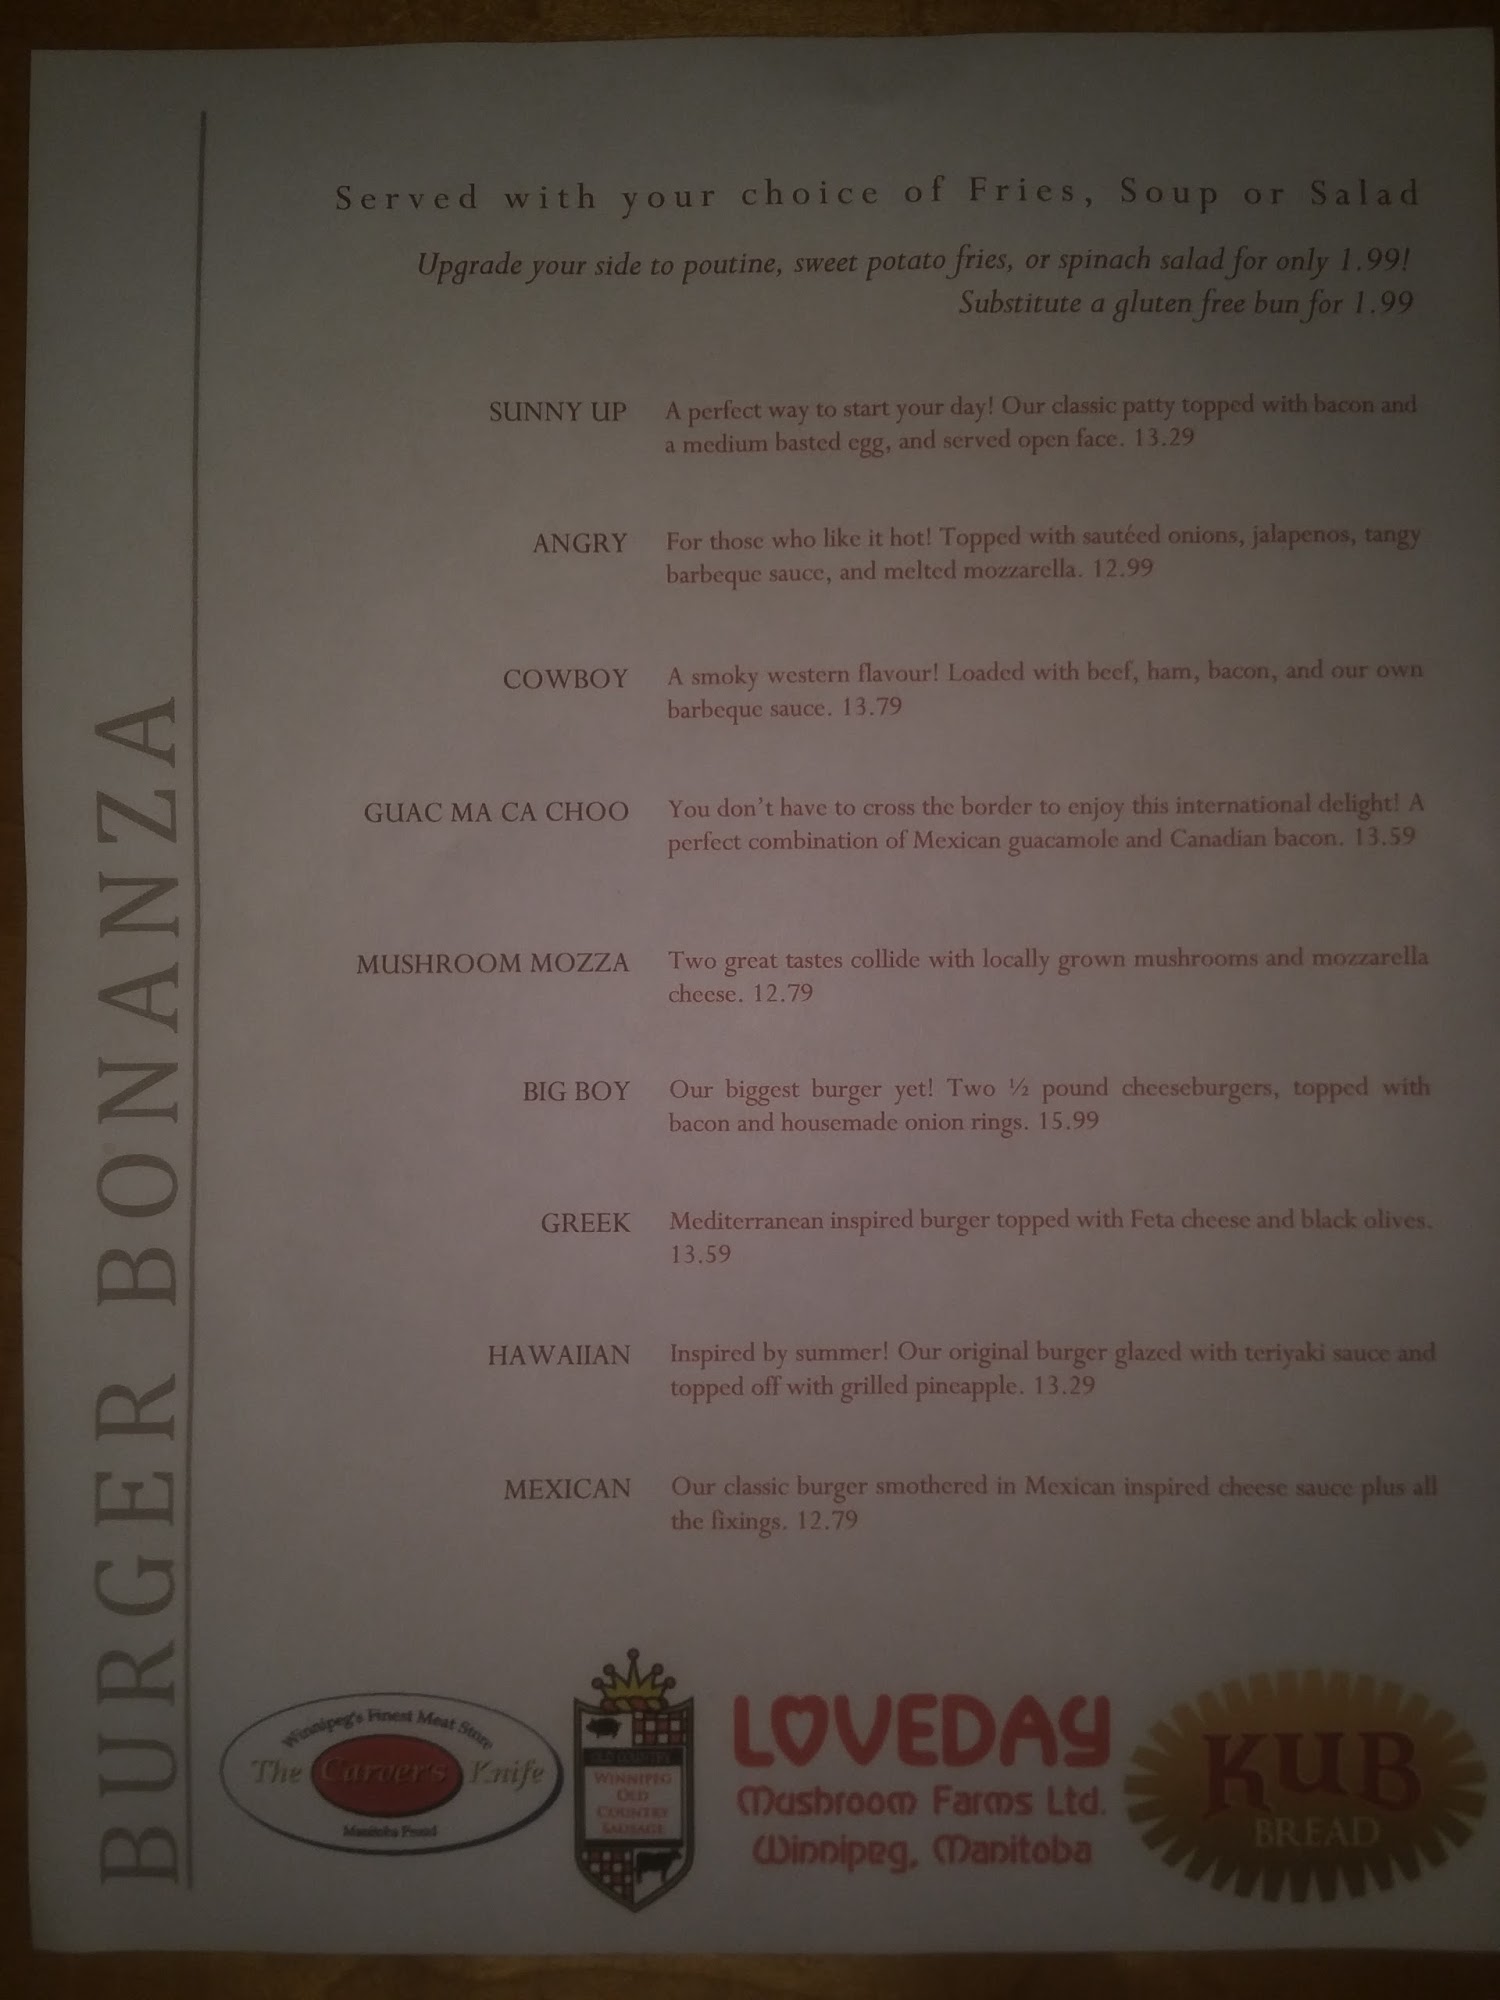 BURGER BONANZA
Served with your choice of Fries, Soup or Salad
Upgrade your side to poutine, sweet potato fries, or spinach salad for only 1.99!
Substitute a gluten free bun for 1.99
SUNNY UP A perfect way to start your day! Our classic patty topped with bacon and
a medium basted egg, and served open face. 13.29
ANGRY For those who like it hot! Topped with sautéed onions, jalapenos, tangy
barbeque sauce, and melted mozzarella. 12.99
COWBOY A smoky western flavour! Loaded with beef, ham, bacon, and our own
barbeque sauce. 13.79
GUAC MA CA CHOO You don't have to cross the border to enjoy this international delight! A
perfect combination of Mexican guacamole and Canadian bacon. 13.59
MUSHROOM MOZZA Two great tastes collide with locally grown mushrooms and mozzarella
cheese. 12.79
BIG BOY Our biggest burger yet! Two ½ pound cheeseburgers, topped with
bacon and housemade onion rings. 15.99
GREEK Mediterranean inspired burger topped with Feta cheese and black olives.
13.59
HAWAIIAN Inspired by summer! Our original burger glazed with teriyaki sauce and
topped off with grilled pineapple. 13.29
MEXICAN Our classic burger smothered in Mexican inspired cheese sauce plus all
the fixings. 12.79
Winnipeg's Finest Meat Store
The Carver's Knife
Manitoba Proud
OLD COUNTRY
WINNIPEG
OLD
COUNTRY
SAUSAGE
LOVEDAY
Mushroom Farms Ltd.
Winnipeg, Manitoba
KUB
BREAD